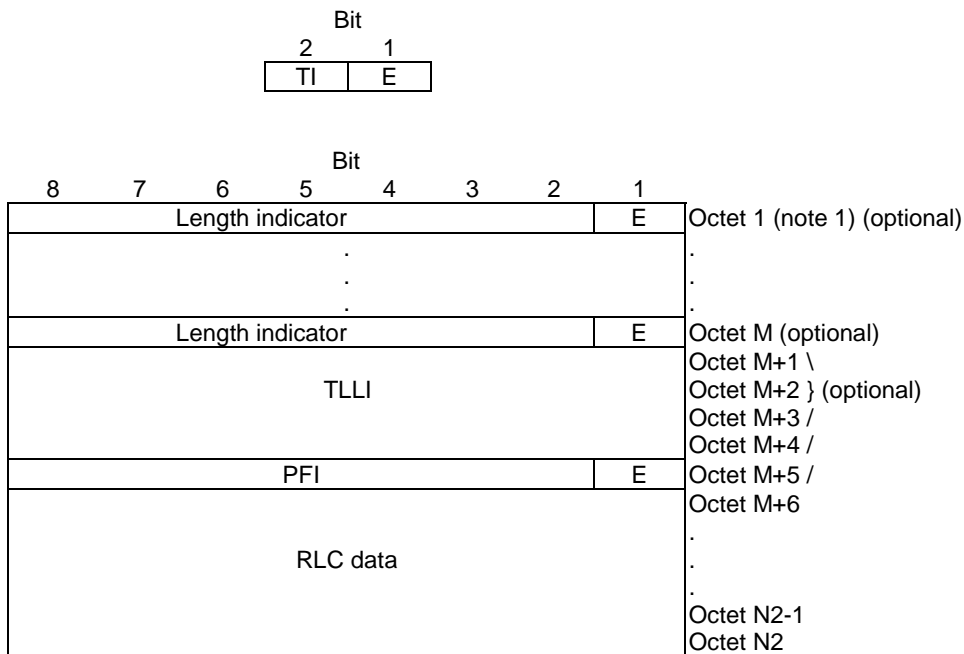 Bit
2 1
TI E
Bit
8 7 6 5 4 3 2 1
Length indicator E Octet 1 (note 1) (optional)
. .
. .
. .
Length indicator E Octet M (optional)
Octet M+1 \
TLLI Octet M+2 } (optional)
Octet M+3 /
Octet M+4 /
PFI E Octet M+5 /
Octet M+6
.
RLC data .
.
Octet N2-1
Octet N2